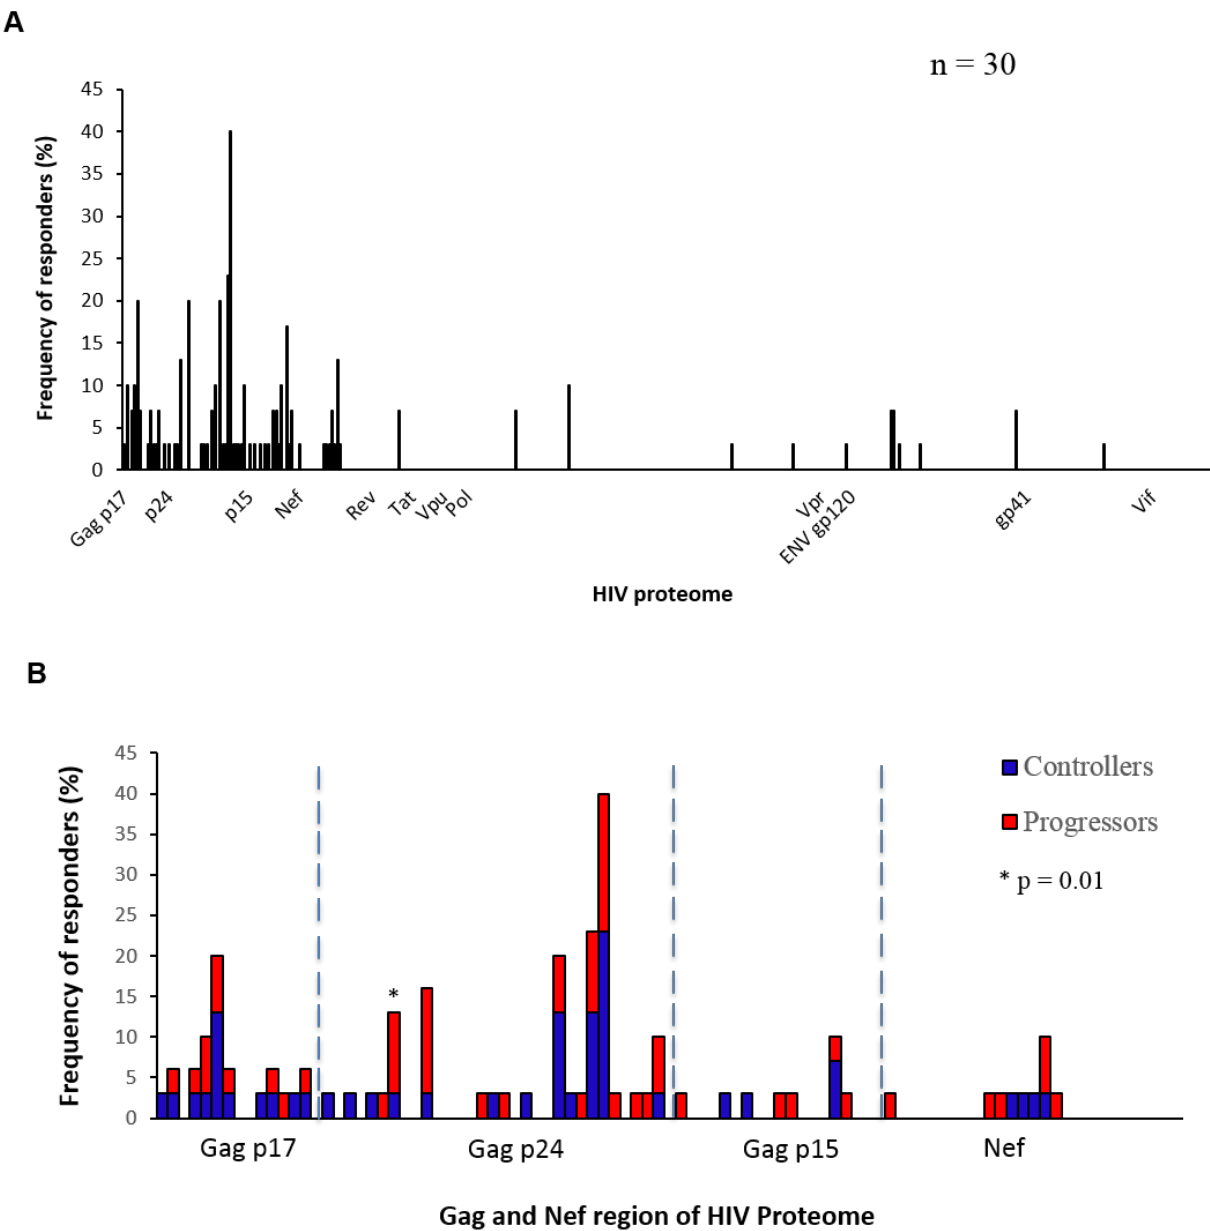 A
n = 30
Frequency of responders (%)
45
40
35
30
25
20
15
10
5
0
Gag p17
p24
p15
Nef
Rev
Tat
Vpu
Pol
Vpr
ENV gp120
gp41
Vif
HIV proteome
B
Frequency of responders (%)
45
40
35
30
25
20
15
10
5
0
Controllers
Progressors
* p = 0.01
*
Gag p17
Gag p24
Gag p15
Nef
Gag and Nef region of HIV Proteome